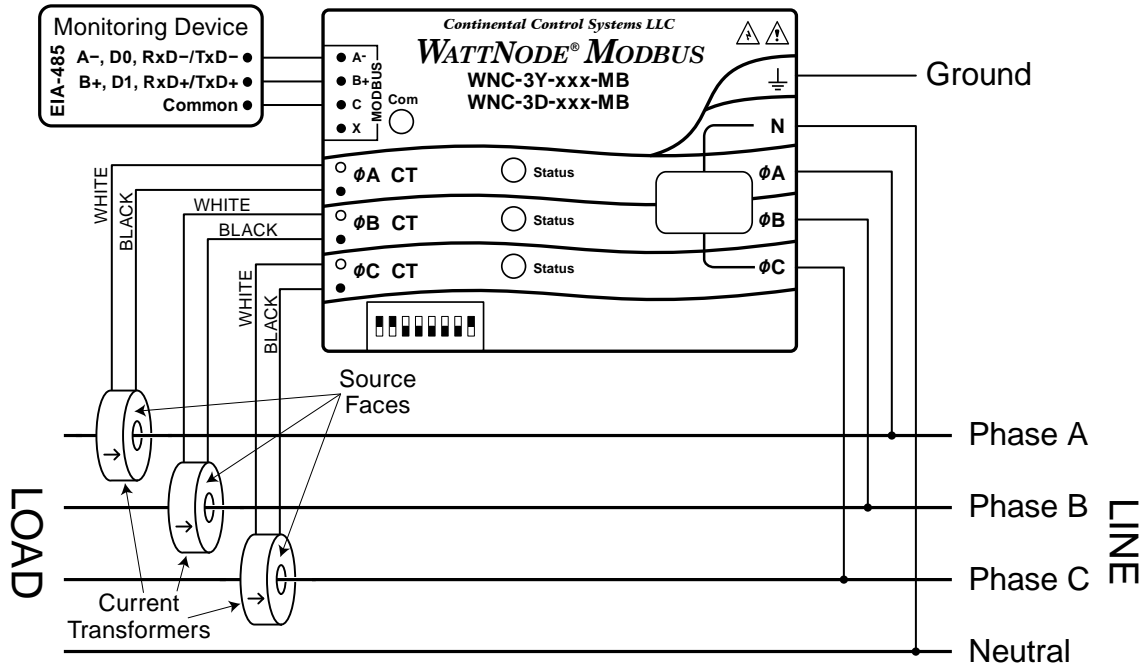 Monitoring Device
EIA-485
A−, D0, RxD−/TxD−
B+, D1, RxD+/TxD+
Common
Continental Control Systems LLC
WATTNODE® MODBUS
WNC-3Y-xxx-MB
WNC-3D-xxx-MB
A-
B+
C
X
MODBUS
Com
Ground
N
ϕA CT
Status
ϕA
ϕB CT
Status
ϕB
ϕC CT
Status
ϕC
WHITE
BLACK
WHITE
BLACK
WHITE
BLACK
Source
Faces
Phase A
Phase B
Phase C
Neutral
LOAD
LINE
Current
Transformers